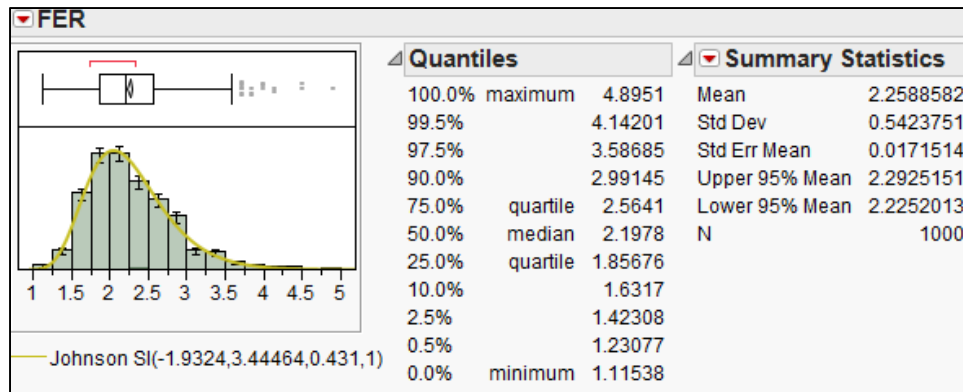 FER
Quantiles
100.0% maximum 4.8951
99.5% 4.14201
97.5% 3.58685
90.0% 2.99145
75.0% quartile 2.5641
50.0% median 2.1978
25.0% quartile 1.85676
10.0% 1.6317
2.5% 1.42308
0.5% 1.23077
0.0% minimum 1.11538
Summary Statistics
Mean 2.2588582
Std Dev 0.5423751
Std Err Mean 0.0171514
Upper 95% Mean 2.2925151
Lower 95% Mean 2.2252013
N 1000
1 1.5 2 2.5 3 3.5 4 4.5 5
Johnson Sl(-1.9324,3.44464,0.431,1)